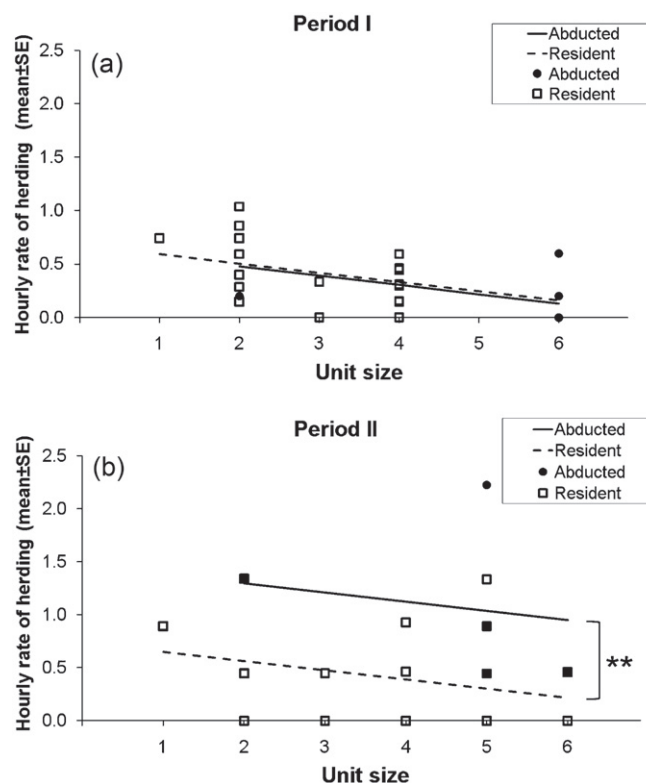 Period I
(a)
Abducted
Resident
Abducted
Resident
Hourly rate of herding (mean±SE)
2.5
2.0
1.5
1.0
0.5
0.0
1 2 3 4 5 6
Unit size
Period II
(b)
Abducted
Resident
Abducted
Resident
Hourly rate of herding (mean±SE)
2.5
2.0
1.5
1.0
0.5
0.0
**
1 2 3 4 5 6
Unit size